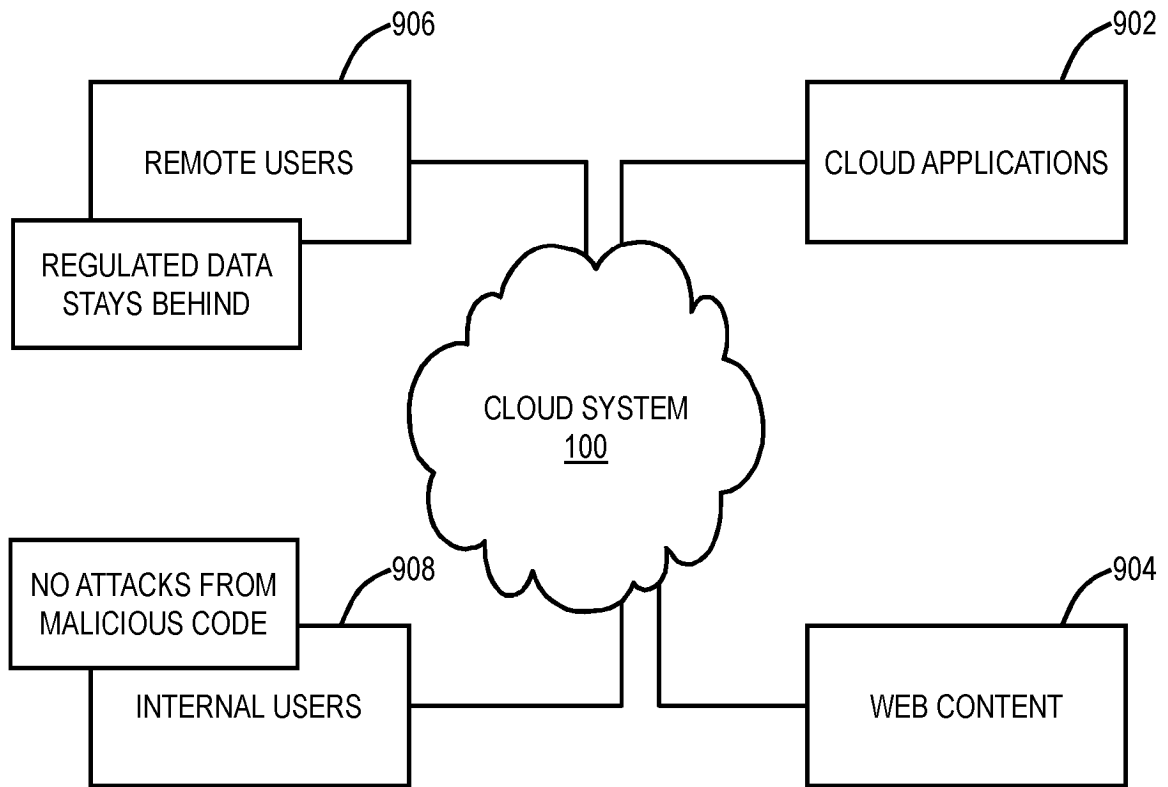 906
902
REMOTE USERS
CLOUD APPLICATIONS
REGULATED DATA
STAYS BEHIND
CLOUD SYSTEM
100
NO ATTACKS FROM
MALICIOUS CODE
908
904
INTERNAL USERS
WEB CONTENT